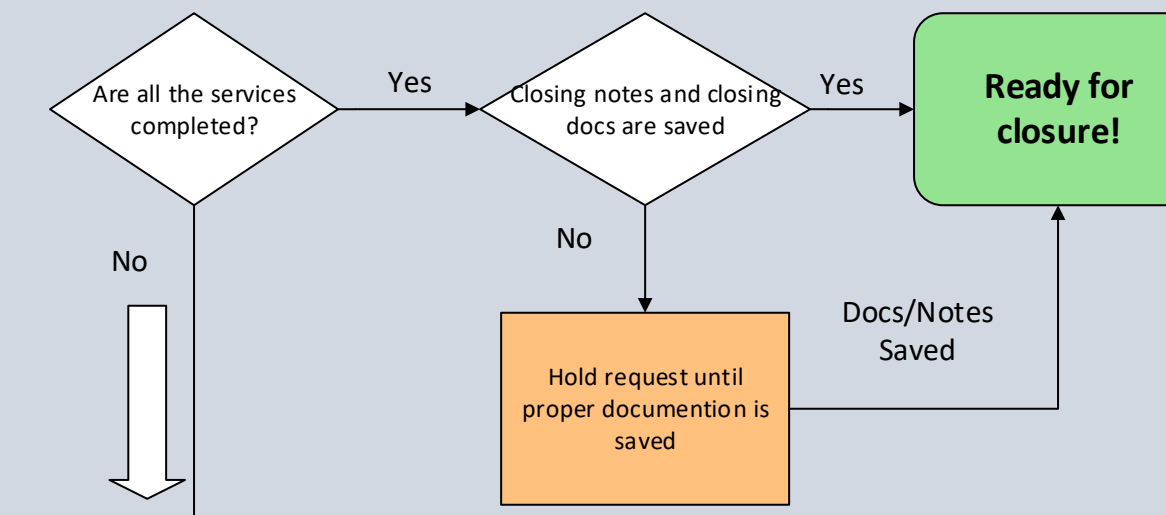 Are all the services
completed?
Yes
Closing notes and closing
docs are saved
Yes
Ready for
closure!
No
No
Docs/Notes
Saved
Hold request until
proper documention is
saved